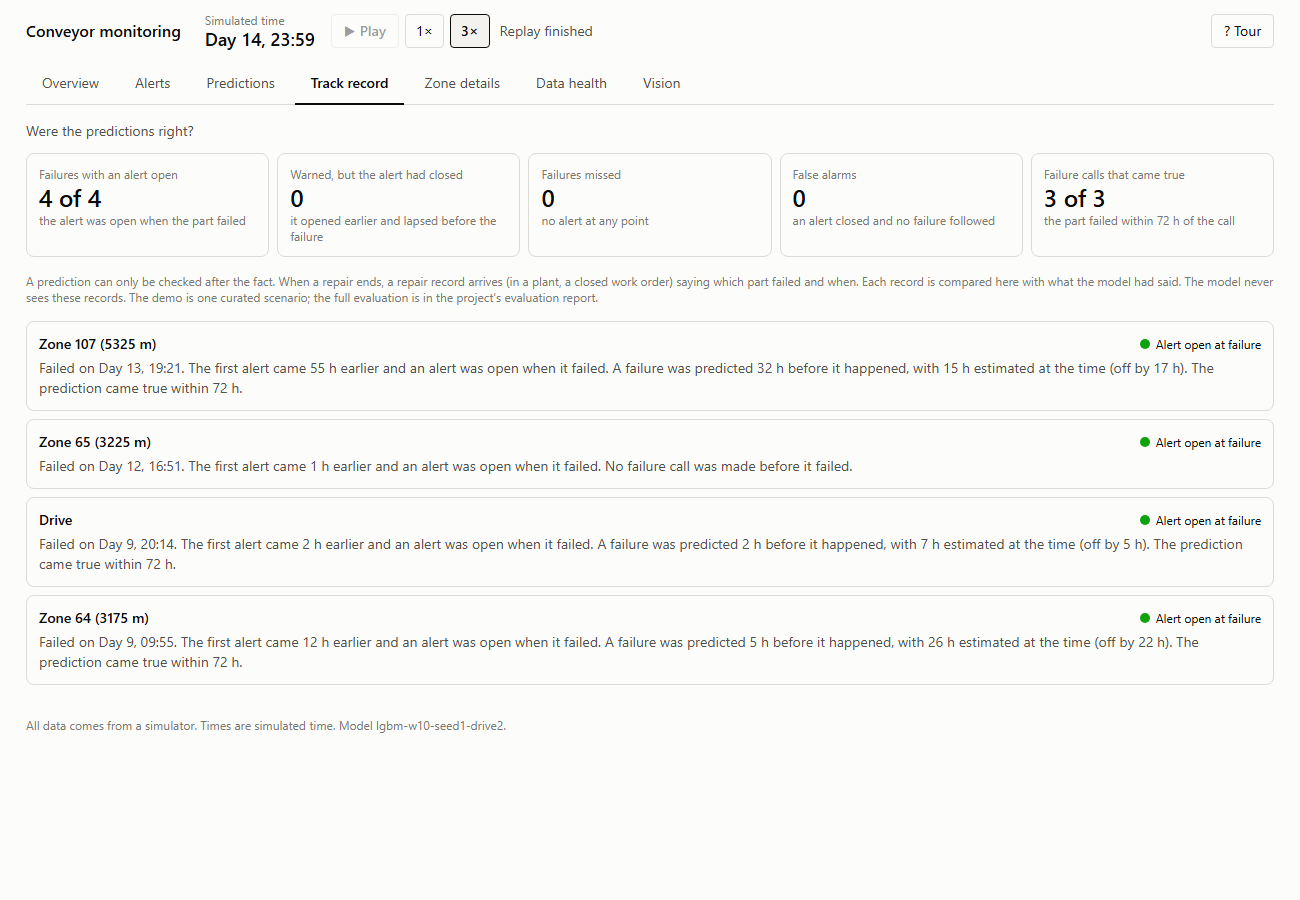 Conveyor monitoring
Simulated time
Day 14, 23:59
▶ Play
1×
3×
Replay finished
? Tour
Overview
Alerts
Predictions
Track record
Zone details
Data health
Vision
Were the predictions right?
Failures with an alert open
4 of 4
the alert was open when the part failed
Warned, but the alert had closed
0
it opened earlier and lapsed before the
failure
Failures missed
0
no alert at any point
False alarms
0
an alert closed and no failure followed
Failure calls that came true
3 of 3
the part failed within 72 h of the call
A prediction can only be checked after the fact. When a repair ends, a repair record arrives (in a plant, a closed work order) saying which part failed and when. Each record is compared here with what the model had said. The model never
sees these records. The demo is one curated scenario; the full evaluation is in the project's evaluation report.
Zone 107 (5325 m)
Alert open at failure
Failed on Day 13, 19:21. The first alert came 55 h earlier and an alert was open when it failed. A failure was predicted 32 h before it happened, with 15 h estimated at the time (off by 17 h). The
prediction came true within 72 h.
Zone 65 (3225 m)
Alert open at failure
Failed on Day 12, 16:51. The first alert came 1 h earlier and an alert was open when it failed. No failure call was made before it failed.
Drive
Alert open at failure
Failed on Day 9, 20:14. The first alert came 2 h earlier and an alert was open when it failed. A failure was predicted 2 h before it happened, with 7 h estimated at the time (off by 5 h). The prediction
came true within 72 h.
Zone 64 (3175 m)
Alert open at failure
Failed on Day 9, 09:55. The first alert came 12 h earlier and an alert was open when it failed. A failure was predicted 5 h before it happened, with 26 h estimated at the time (off by 22 h). The
prediction came true within 72 h.
All data comes from a simulator. Times are simulated time. Model lgbm-w10-seed1-drive2.